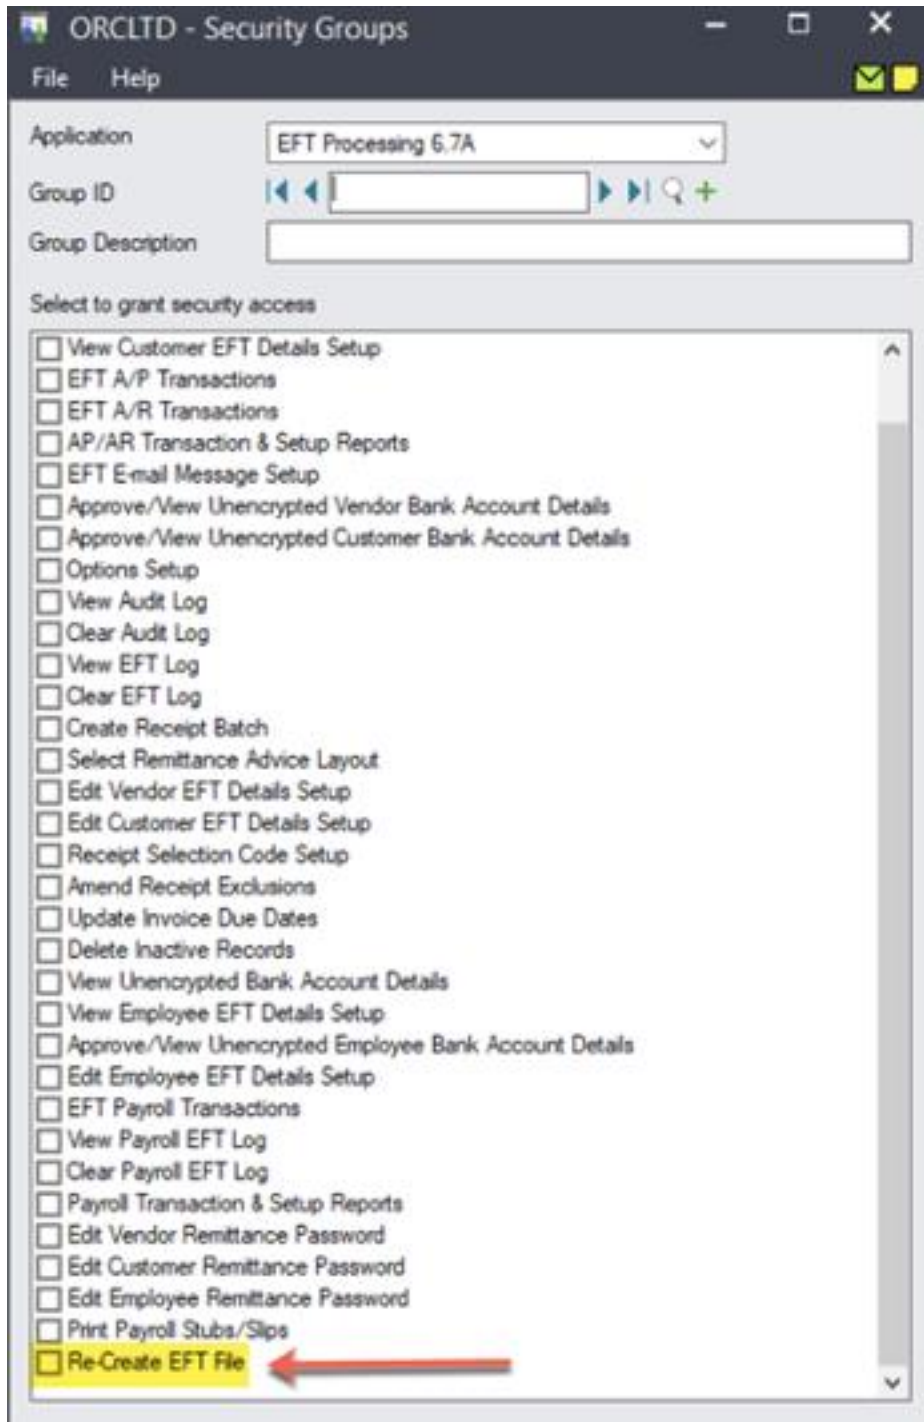 ORCLTD - Security Groups
File Help
Application
EFT Processing 6.7A
Group ID
Group Description
Select to grant security access
View Customer EFT Details Setup
EFT A/P Transactions
EFT A/R Transactions
AP/AR Transaction & Setup Reports
EFT E-mail Message Setup
Approve/View Unencrypted Vendor Bank Account Details
Approve/View Unencrypted Customer Bank Account Details
Options Setup
View Audit Log
Clear Audit Log
View EFT Log
Clear EFT Log
Create Receipt Batch
Select Remittance Advice Layout
Edit Vendor EFT Details Setup
Edit Customer EFT Details Setup
Receipt Selection Code Setup
Amend Receipt Exclusions
Update Invoice Due Dates
Delete Inactive Records
View Unencrypted Bank Account Details
View Employee EFT Details Setup
Approve/View Unencrypted Employee Bank Account Details
Edit Employee EFT Details Setup
EFT Payroll Transactions
View Payroll EFT Log
Clear Payroll EFT Log
Payroll Transaction & Setup Reports
Edit Vendor Remittance Password
Edit Customer Remittance Password
Edit Employee Remittance Password
Print Payroll Stubs/Slips
Re-Create EFT File